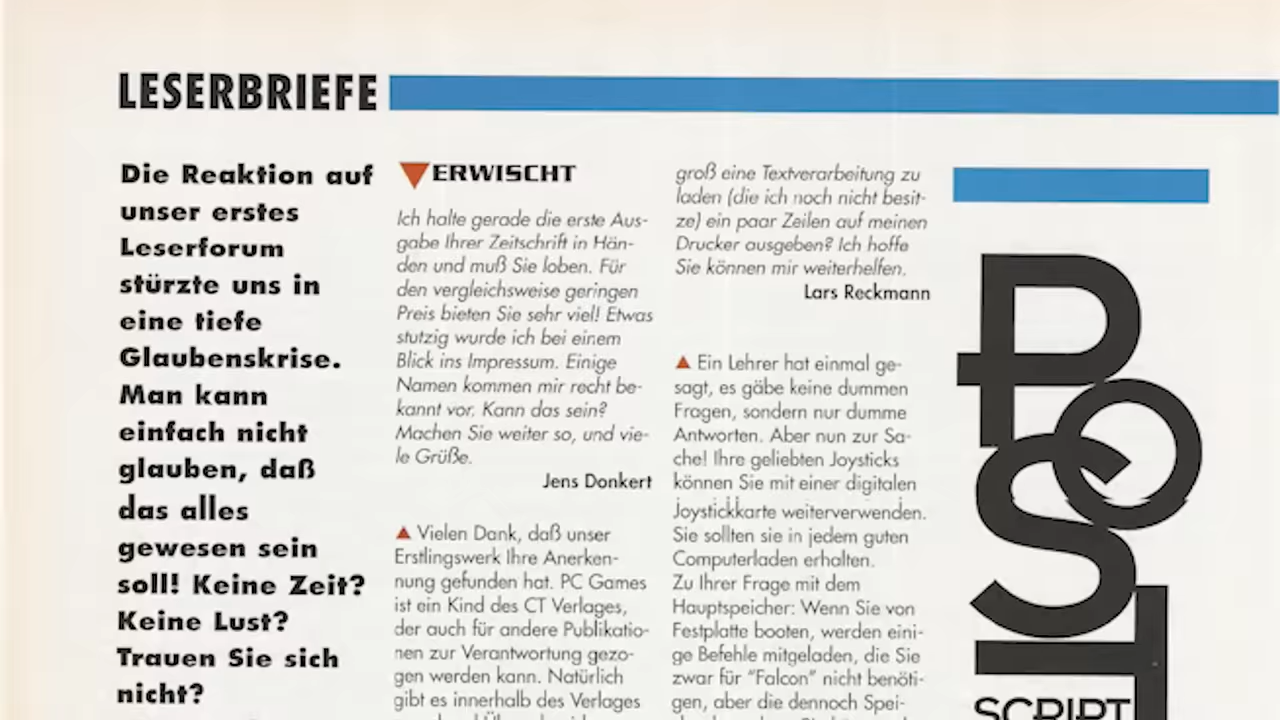 LESERBRIEFE
Die Reaktion auf
unser erstes
Leserforum
stürzte uns in
eine tiefe
Glaubenskrise.
Man kann
einfach nicht
glauben, daß
das alles
gewesen sein
soll! Keine Zeit?
Keine Lust?
Trauen Sie sich
nicht?
ERWISCHT
Ich halte gerade die erste Aus-
gabe Ihrer Zeitschrift in Hän-
den und muß Sie loben. Für
den vergleichsweise geringen
Preis bieten Sie sehr viel! Etwas
stutzig wurde ich bei einem
Blick ins Impressum. Einige
Namen kommen mir recht be-
kannt vor. Kann das sein?
Machen Sie weiter so, und vie-
le Grüße.
Jens Donkert
Vielen Dank, daß unser
Erstlingswerk Ihre Anerken-
nung gefunden hat. PC Games
ist ein Kind des CT Verlages,
der auch für andere Publikatio-
nen zur Verantwortung gezo-
gen werden kann. Natürlich
gibt es innerhalb des Verlages
groß eine Textverarbeitung zu
laden (die ich noch nicht besit-
ze) ein paar Zeilen auf meinen
Drucker ausgeben? Ich hoffe
Sie können mir weiterhelfen.
Lars Reckmann
Ein Lehrer hat einmal ge-
sagt, es gäbe keine dummen
Fragen, sondern nur dumme
Antworten. Aber nun zur Sa-
che! Ihre geliebten Joysticks
können Sie mit einer digitalen
Joystickkarte weiterverwenden.
Sie sollten sie in jedem guten
Computerladen erhalten.
Zu Ihrer Frage mit dem
Hauptspeicher: Wenn Sie von
Festplatte booten, werden eini-
ge Befehle mitgeladen, die Sie
zwar für "Falcon" nicht benöti-
gen, aber die dennoch Spei-
POST
SCRIPT